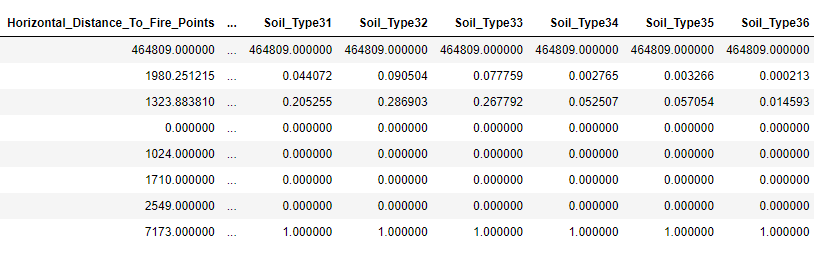 Horizontal_Distance_To_Fire_Points ... Soil_Type31 Soil_Type32 Soil_Type33 Soil_Type34 Soil_Type35 Soil_Type36
464809.000000 ... 464809.000000 464809.000000 464809.000000 464809.000000 464809.000000 464809.000000
1980.251215 ... 0.044072 0.090504 0.077759 0.002765 0.003266 0.000213
1323.883810 ... 0.205255 0.286903 0.267792 0.052507 0.057054 0.014593
0.000000 ... 0.000000 0.000000 0.000000 0.000000 0.000000 0.000000
1024.000000 ... 0.000000 0.000000 0.000000 0.000000 0.000000 0.000000
1710.000000 ... 0.000000 0.000000 0.000000 0.000000 0.000000 0.000000
2549.000000 ... 0.000000 0.000000 0.000000 0.000000 0.000000 0.000000
7173.000000 ... 1.000000 1.000000 1.000000 1.000000 1.000000 1.000000